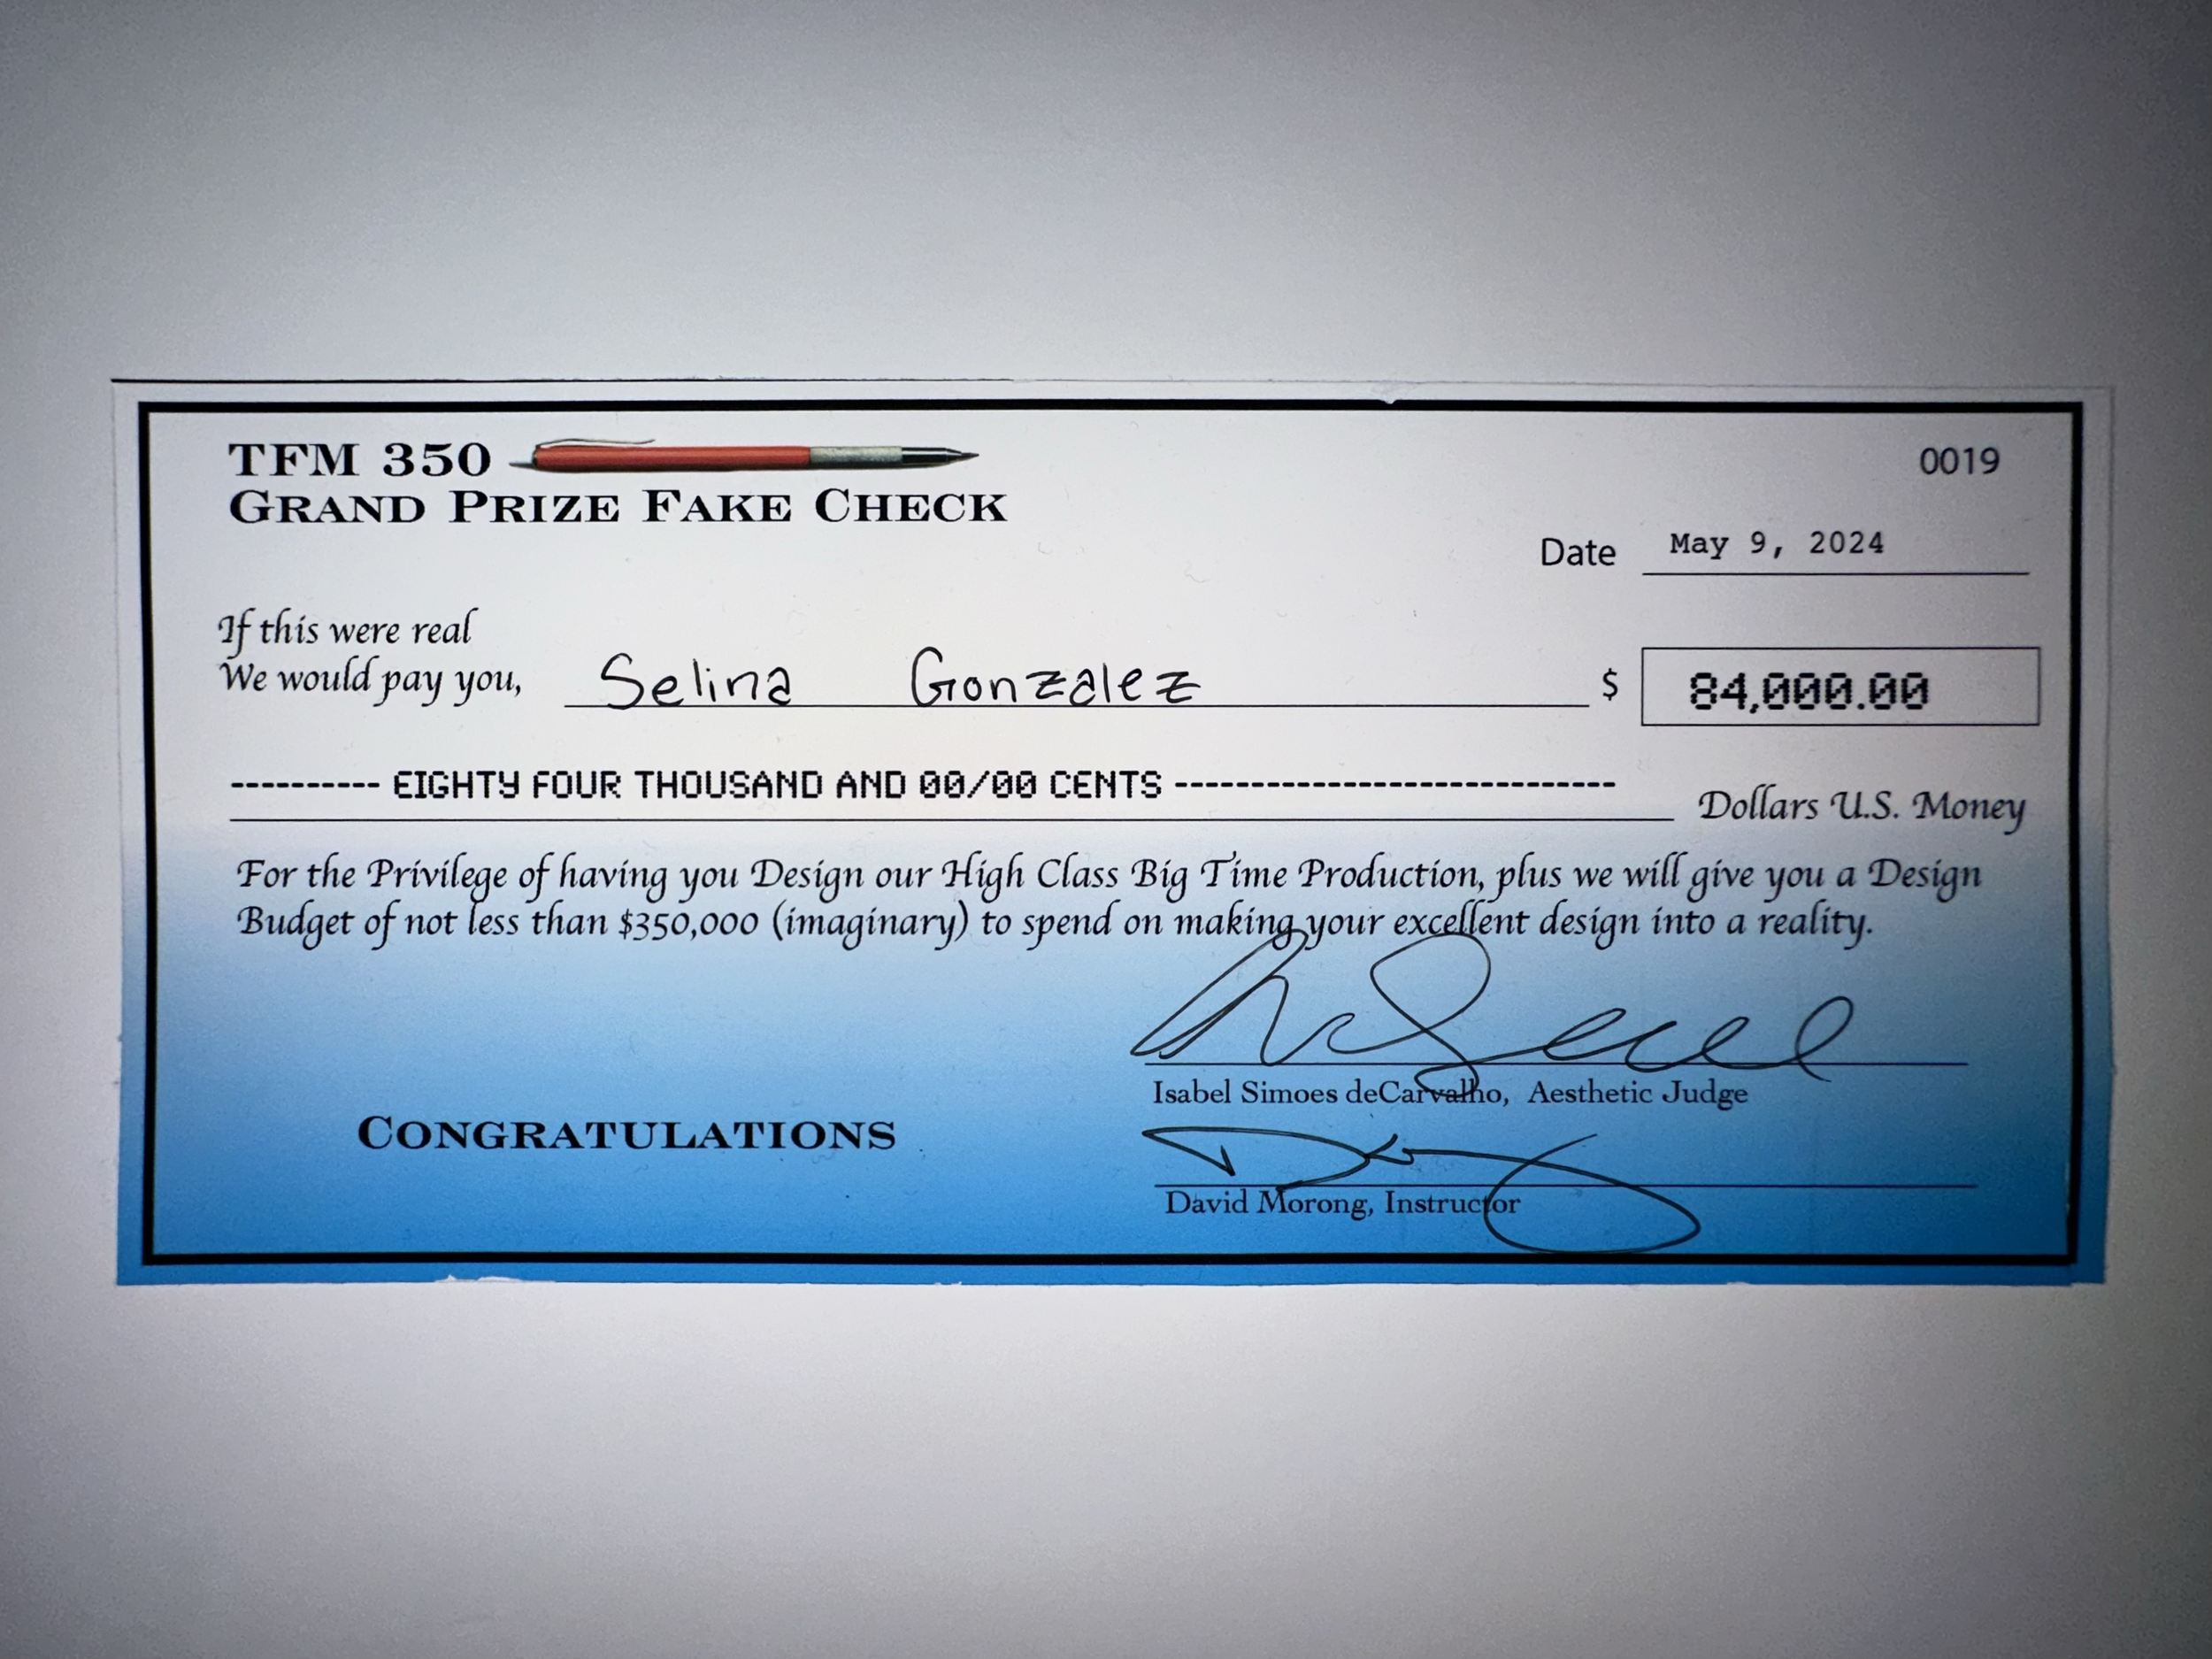 TFM 350
GRAND PRIZE FAKE CHECK
0019
Date May 9, 2024
If this were real
We would pay you, Selina Gonzalez $ 84,000.00
---------- EIGHTY FOUR THOUSAND AND 00/00 CENTS ------------------------------ Dollars U.S. Money
For the Privilege of having you Design our High Class Big Time Production, plus we will give you a Design
Budget of not less than $350,000 (imaginary) to spend on making your excellent design into a reality.
Isabel Simoes deCarvalho, Aesthetic Judge
CONGRATULATIONS
David Morong, Instructor